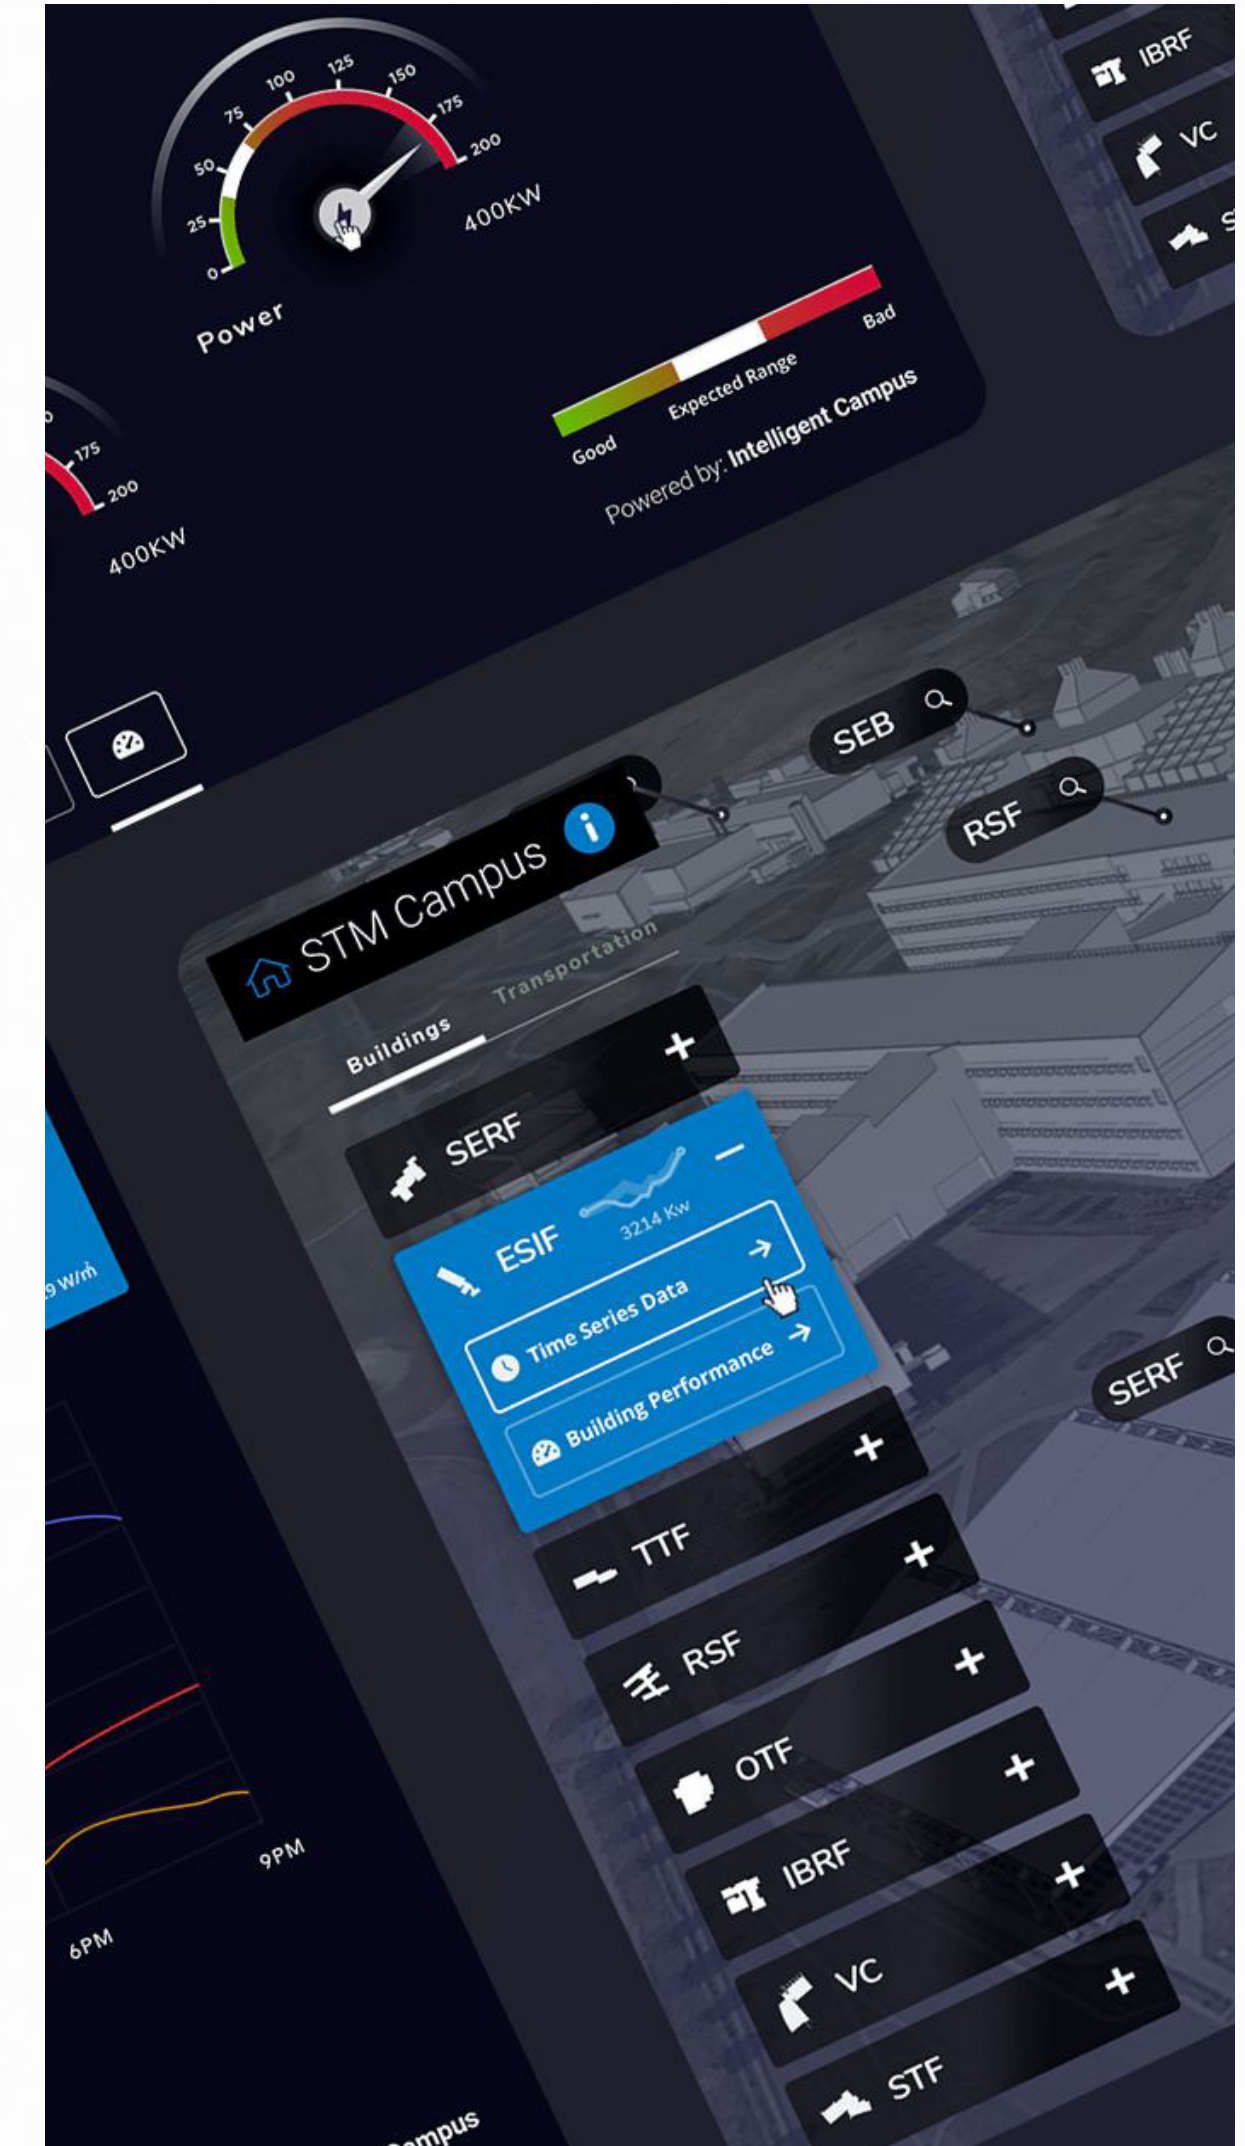 0
25
50
75
100
125
150
175
200
Power
400KW
IBRF
VC
Good
Expected Range
Bad
Powered by: Intelligent Campus
175
200
400KW
SEB
RSF
STM Campus
Buildings
Transportation
SERF
ESIF
3214 Kw
Time Series Data
Building Performance
SERF
TTF
RSF
OTF
IBRF
VC
STF
6PM
9PM